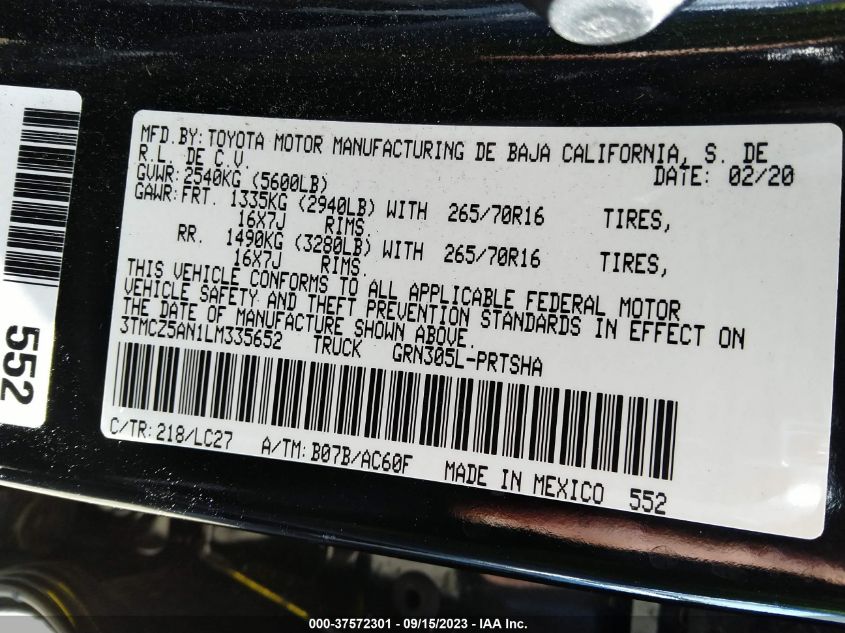 MFD.BY:TOYOTA MOTOR MANUFACTURING DE BAJA CALIFORNIA, S. DE
R.L. DE C.V. DATE: 02/20
GVWR:2540KG (5600LB)
GAWR:FRT. 1335KG (2940LB) WITH 265/70R16 TIRES,
16X7J RIMS.
RR. 1490KG (3280LB) WITH 265/70R16 TIRES,
16X7J RIMS.
THIS VEHICLE CONFORMS TO ALL APPLICABLE FEDERAL MOTOR
VEHICLE SAFETY AND THEFT PREVENTION STANDARDS IN EFFECT ON
THE DATE OF MANUFACTURE SHOWN ABOVE.
3TMCZ5AN1LM335652 TRUCK GRN305L-PRTSHA
C/TR:218/LC27 A/TM:B07B/AC60F MADE IN MEXICO 552
552
000-37572301 - 09/15/2023 - IAA Inc.